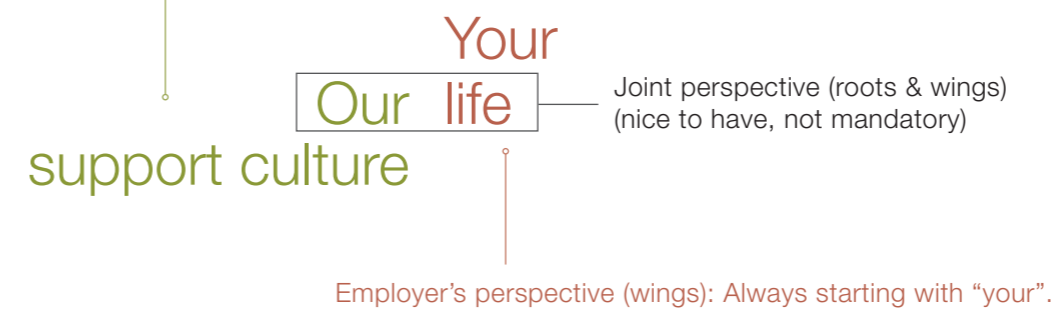 Your
Our life
support culture
Joint perspective (roots & wings)
(nice to have, not mandatory)
Employer’s perspective (wings): Always starting with “your”.